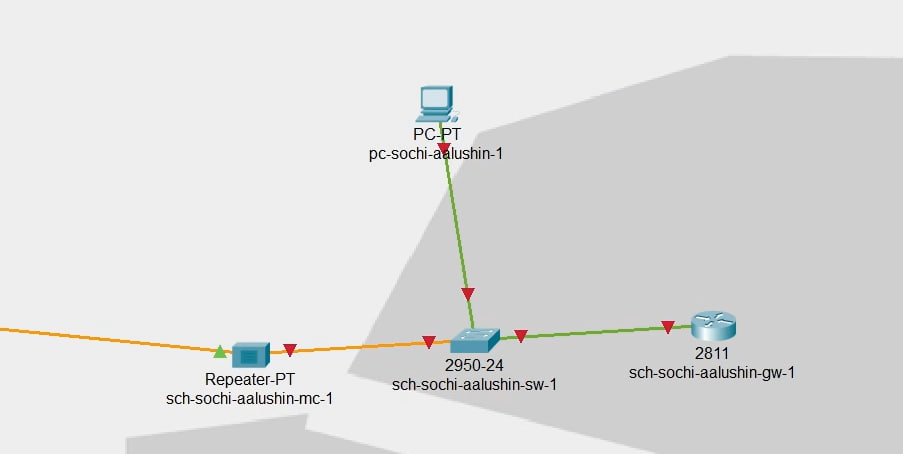 PC-PT
pc-sochi-aalushin-1
2950-24
sch-sochi-aalushin-sw-1
2811
sch-sochi-aalushin-gw-1
Repeater-PT
sch-sochi-aalushin-mc-1